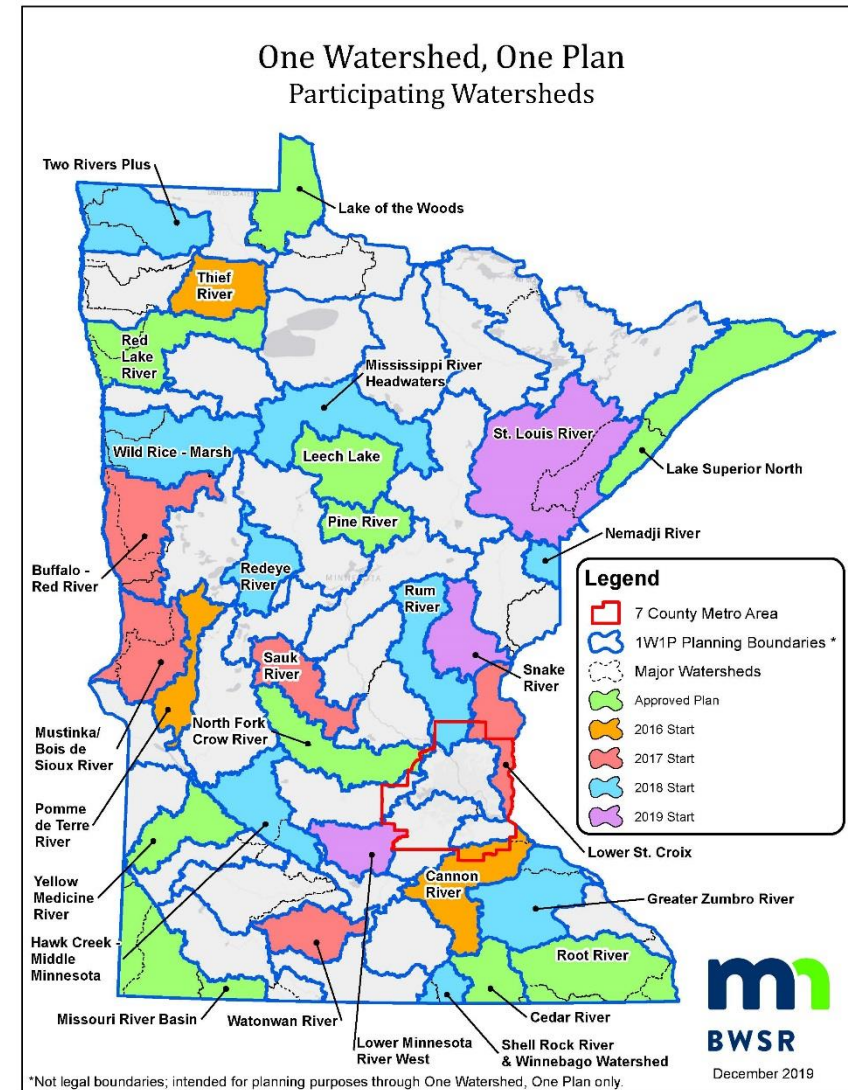 One Watershed, One Plan
Participating Watersheds
Two Rivers Plus
Lake of the Woods
Thief
River
Red
Lake
River
Mississippi River
Headwaters
St. Louis River
Wild Rice - Marsh
Leech Lake
Lake Superior North
Pine River
Nemadji River
Buffalo -
Red River
Redeye
River
MINNESOTA
Rum
River
Legend
7 County Metro Area
1W1P Planning Boundaries *
Major Watersheds
Approved Plan
2016 Start
2017 Start
2018 Start
2019 Start
Sauk
River
Snake
River
North Fork
Crow River
Mustinka/
Bois de
Sioux River
Pomme
de Terre
River
Lower St. Croix
Yellow
Medicine
River
Cannon
River
Greater Zumbro River
Hawk Creek -
Middle
Minnesota
Root River
Missouri River Basin
Watonwan River
Lower Minnesota
River West
Cedar River
Shell Rock River
& Winnebago Watershed
mn
BWSR
December 2019
*Not legal boundaries; intended for planning purposes through One Watershed, One Plan only.